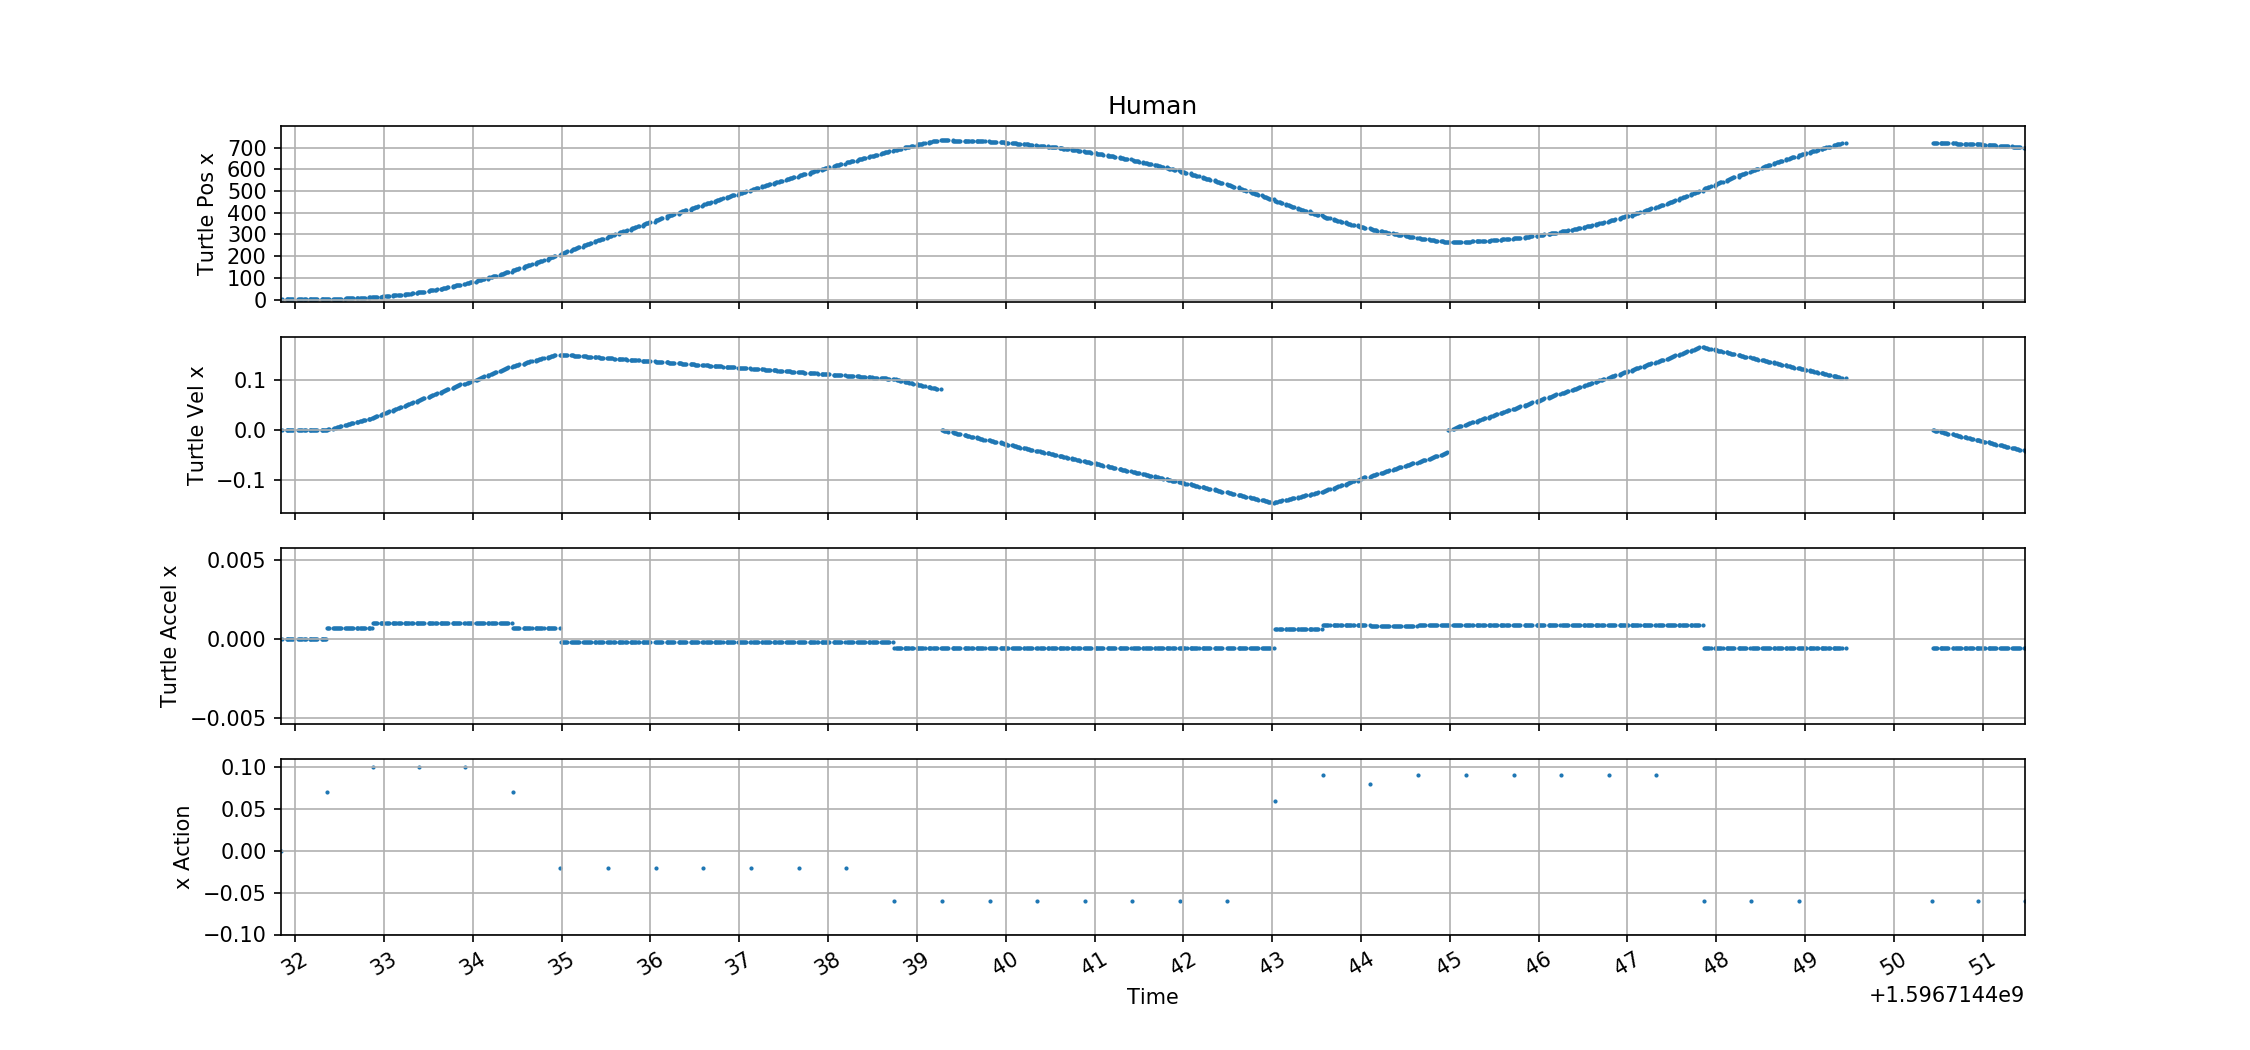 Human
Turtle Pos x
700
600
500
400
300
200
100
0
Turtle Vel x
0.1
0.0
−0.1
Turtle Accel x
0.005
0.000
−0.005
x Action
0.10
0.05
0.00
−0.05
−0.10
32 33 34 35 36 37 38 39 40 41 42 43 44 45 46 47 48 49 50 51
Time
+1.5967144e9